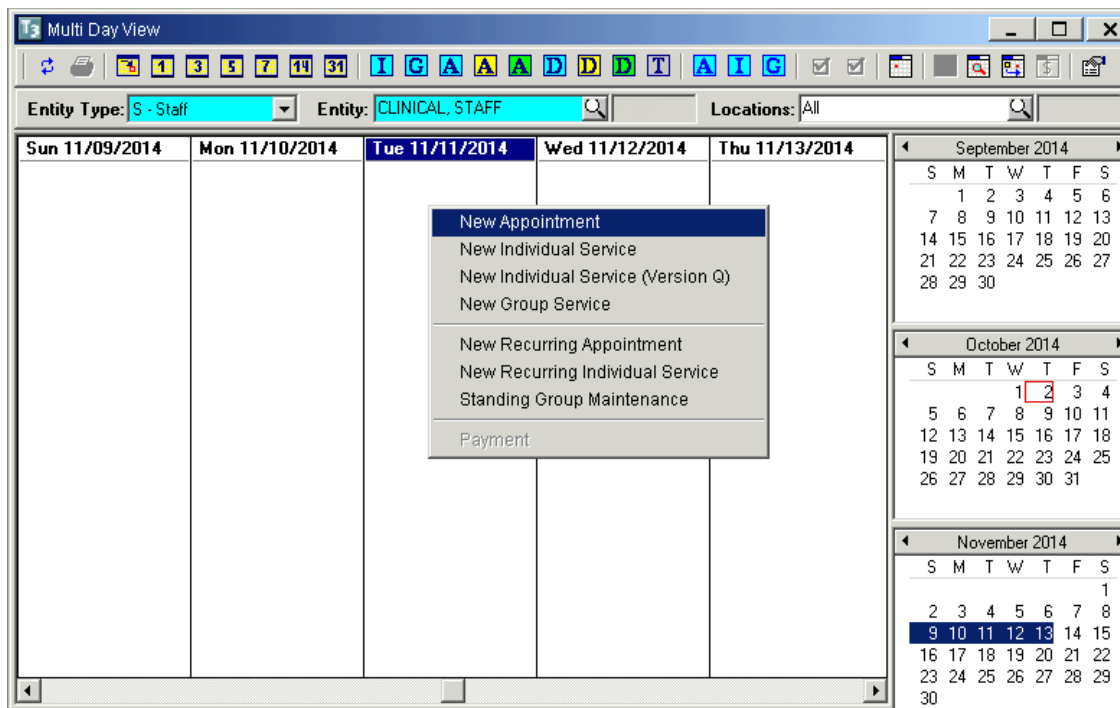 T3 Multi Day View
1 3 5 7 14 31 I G A A A D D D T A I G $
Entity Type: S - Staff Entity: CLINICAL, STAFF Locations: All
Sun 11/09/2014 Mon 11/10/2014 Tue 11/11/2014 Wed 11/12/2014 Thu 11/13/2014
New Appointment
New Individual Service
New Individual Service (Version Q)
New Group Service
New Recurring Appointment
New Recurring Individual Service
Standing Group Maintenance
Payment
September 2014
S M T W T F S
1 2 3 4 5 6
7 8 9 10 11 12 13
14 15 16 17 18 19 20
21 22 23 24 25 26 27
28 29 30
October 2014
S M T W T F S
1 2 3 4
5 6 7 8 9 10 11
12 13 14 15 16 17 18
19 20 21 22 23 24 25
26 27 28 29 30 31
November 2014
S M T W T F S
1
2 3 4 5 6 7 8
9 10 11 12 13 14 15
16 17 18 19 20 21 22
23 24 25 26 27 28 29
30